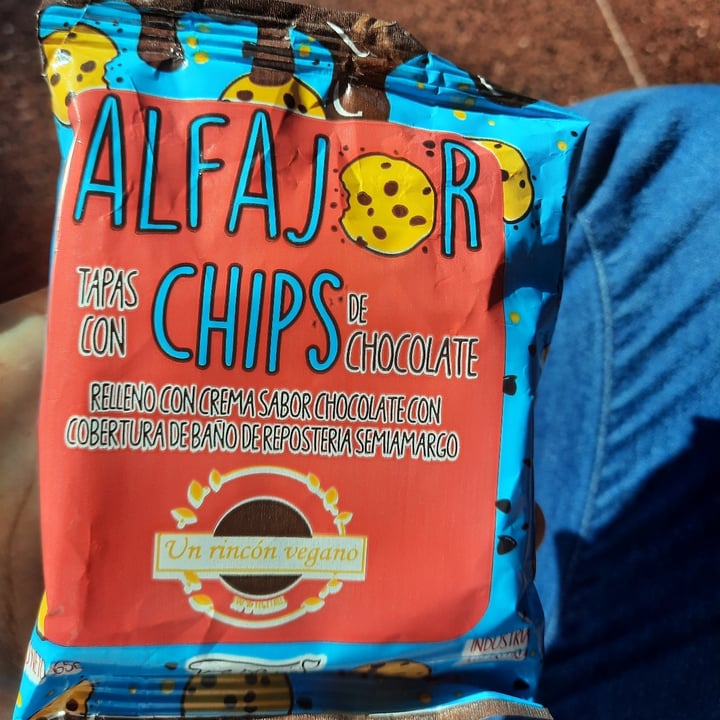 ALFAJOR
TAPAS CON CHIPS DE CHOCOLATE
RELLENO CON CREMA SABOR CHOCOLATE CON
COBERTURA DE BAÑO DE REPOSTERIA SEMIAMARGO
Un rincón vegano
INDUSTRIA